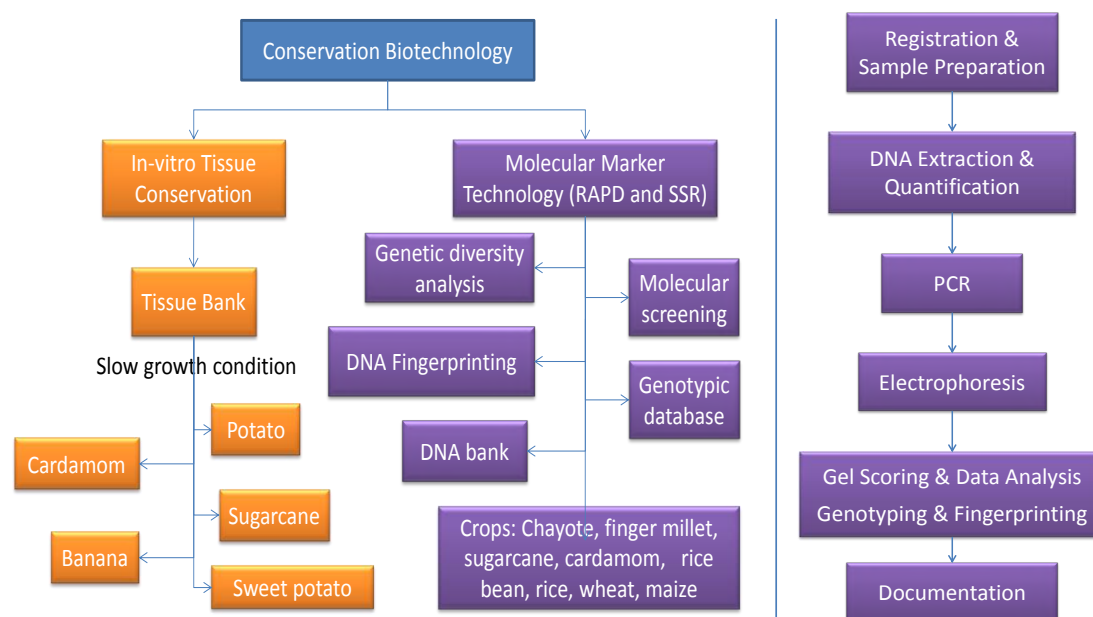 Conservation Biotechnology
In-vitro Tissue
Conservation
Tissue Bank
Slow growth condition
Potato
Cardamom
Sugarcane
Banana
Sweet potato
Molecular Marker
Technology (RAPD and SSR)
Genetic diversity
analysis
Molecular
screening
DNA Fingerprinting
Genotypic
database
DNA bank
Crops: Chayote, finger millet,
sugarcane, cardamom, rice
bean, rice, wheat, maize
Registration &
Sample Preparation
DNA Extraction &
Quantification
PCR
Electrophoresis
Gel Scoring & Data Analysis
Genotyping & Fingerprinting
Documentation